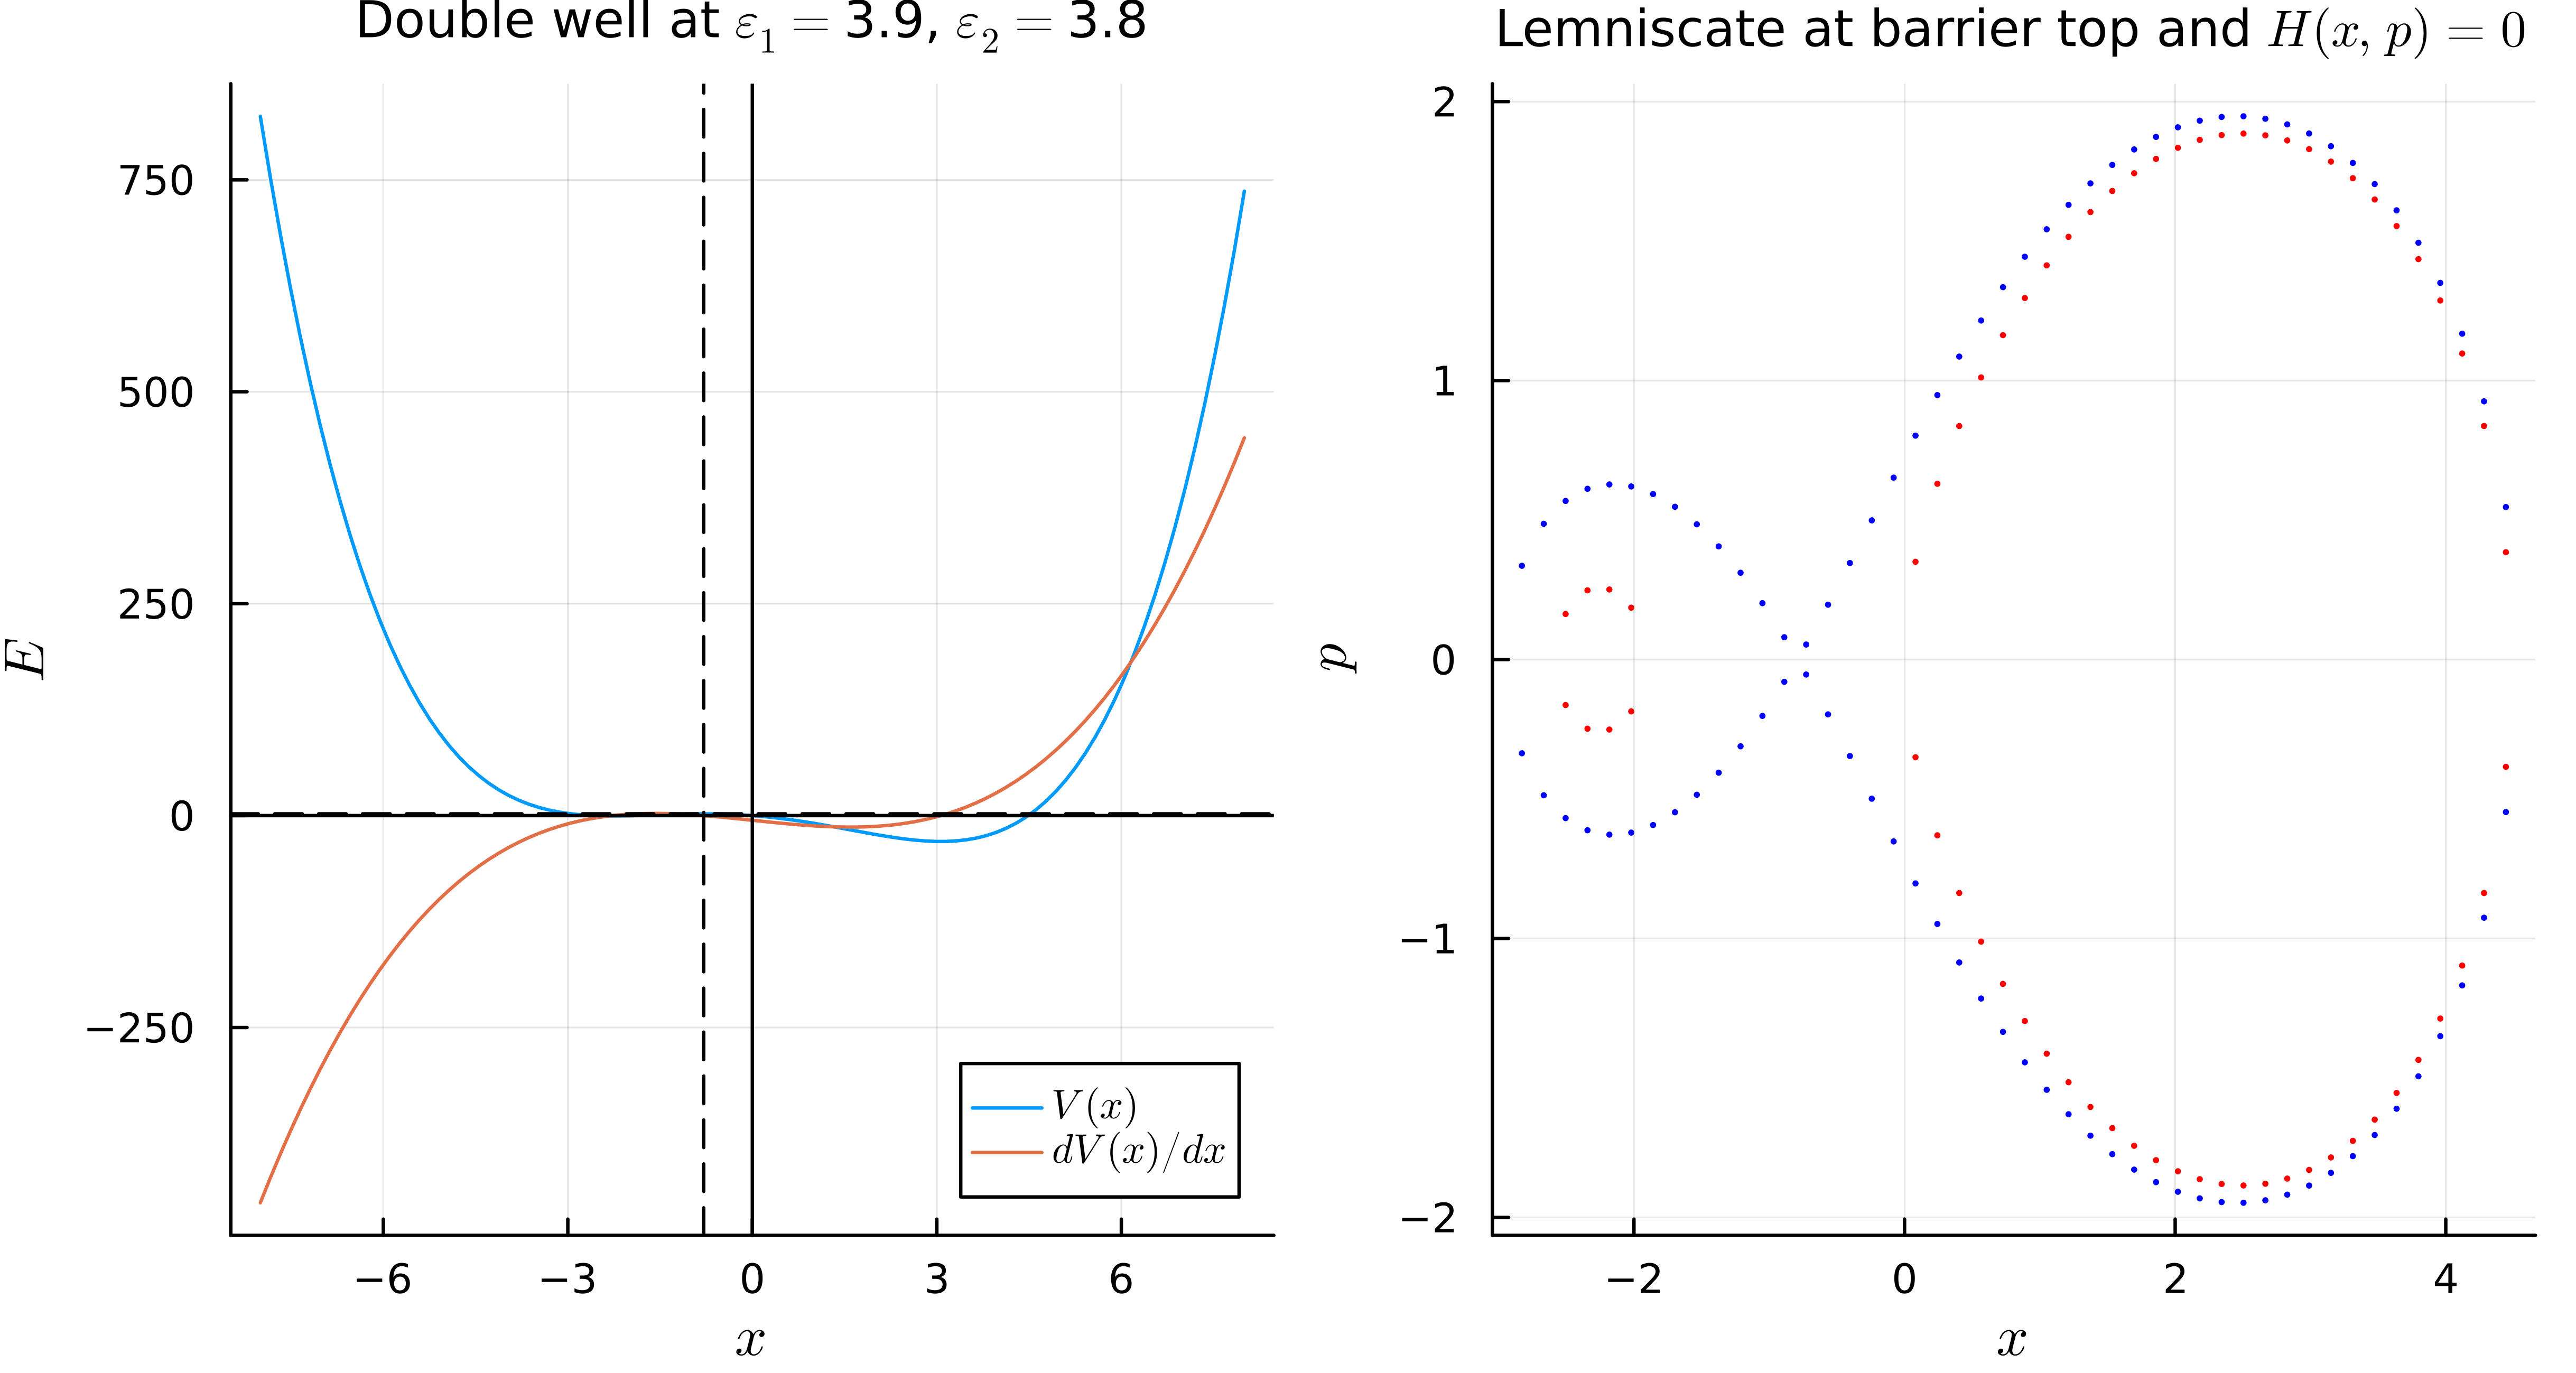 Double well at ε₁ = 3.9, ε₂ = 3.8
E
750
500
250
0
−250
−6
−3
0
3
6
x
V(x)
dV(x)/dx
Lemniscate at barrier top and H(x, p) = 0
p
2
1
0
−1
−2
−2
0
2
4
x